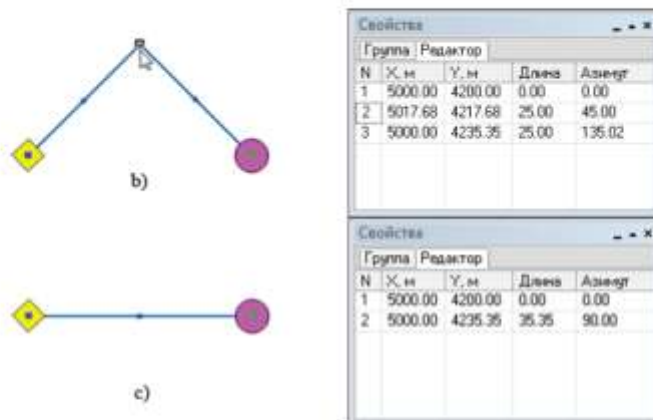 Свойства
Группа Редактор
N X, м Y, м Длина Азимут
1 5000.00 4200.00 0.00 0.00
2 5017.68 4217.68 25.00 45.00
3 5000.00 4235.35 25.00 135.02
b)
Свойства
Группа Редактор
N X, м Y, м Длина Азимут
1 5000.00 4200.00 0.00 0.00
2 5000.00 4235.35 35.35 90.00
c)